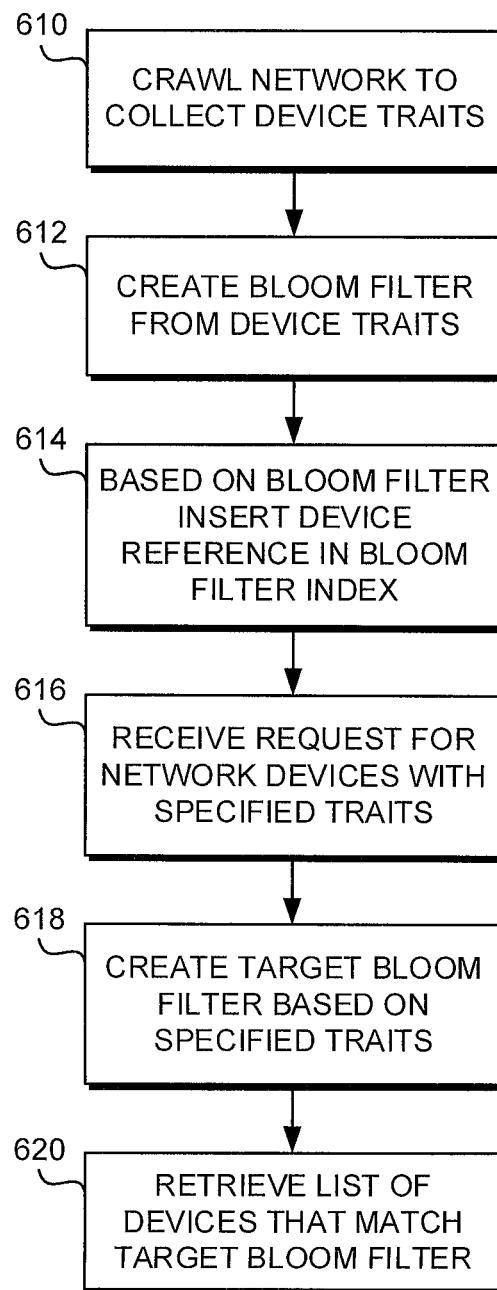 610
CRAWL NETWORK TO
COLLECT DEVICE TRAITS
612
CREATE BLOOM FILTER
FROM DEVICE TRAITS
614
BASED ON BLOOM FILTER
INSERT DEVICE
REFERENCE IN BLOOM
FILTER INDEX
616
RECEIVE REQUEST FOR
NETWORK DEVICES WITH
SPECIFIED TRAITS
618
CREATE TARGET BLOOM
FILTER BASED ON
SPECIFIED TRAITS
620
RETRIEVE LIST OF
DEVICES THAT MATCH
TARGET BLOOM FILTER